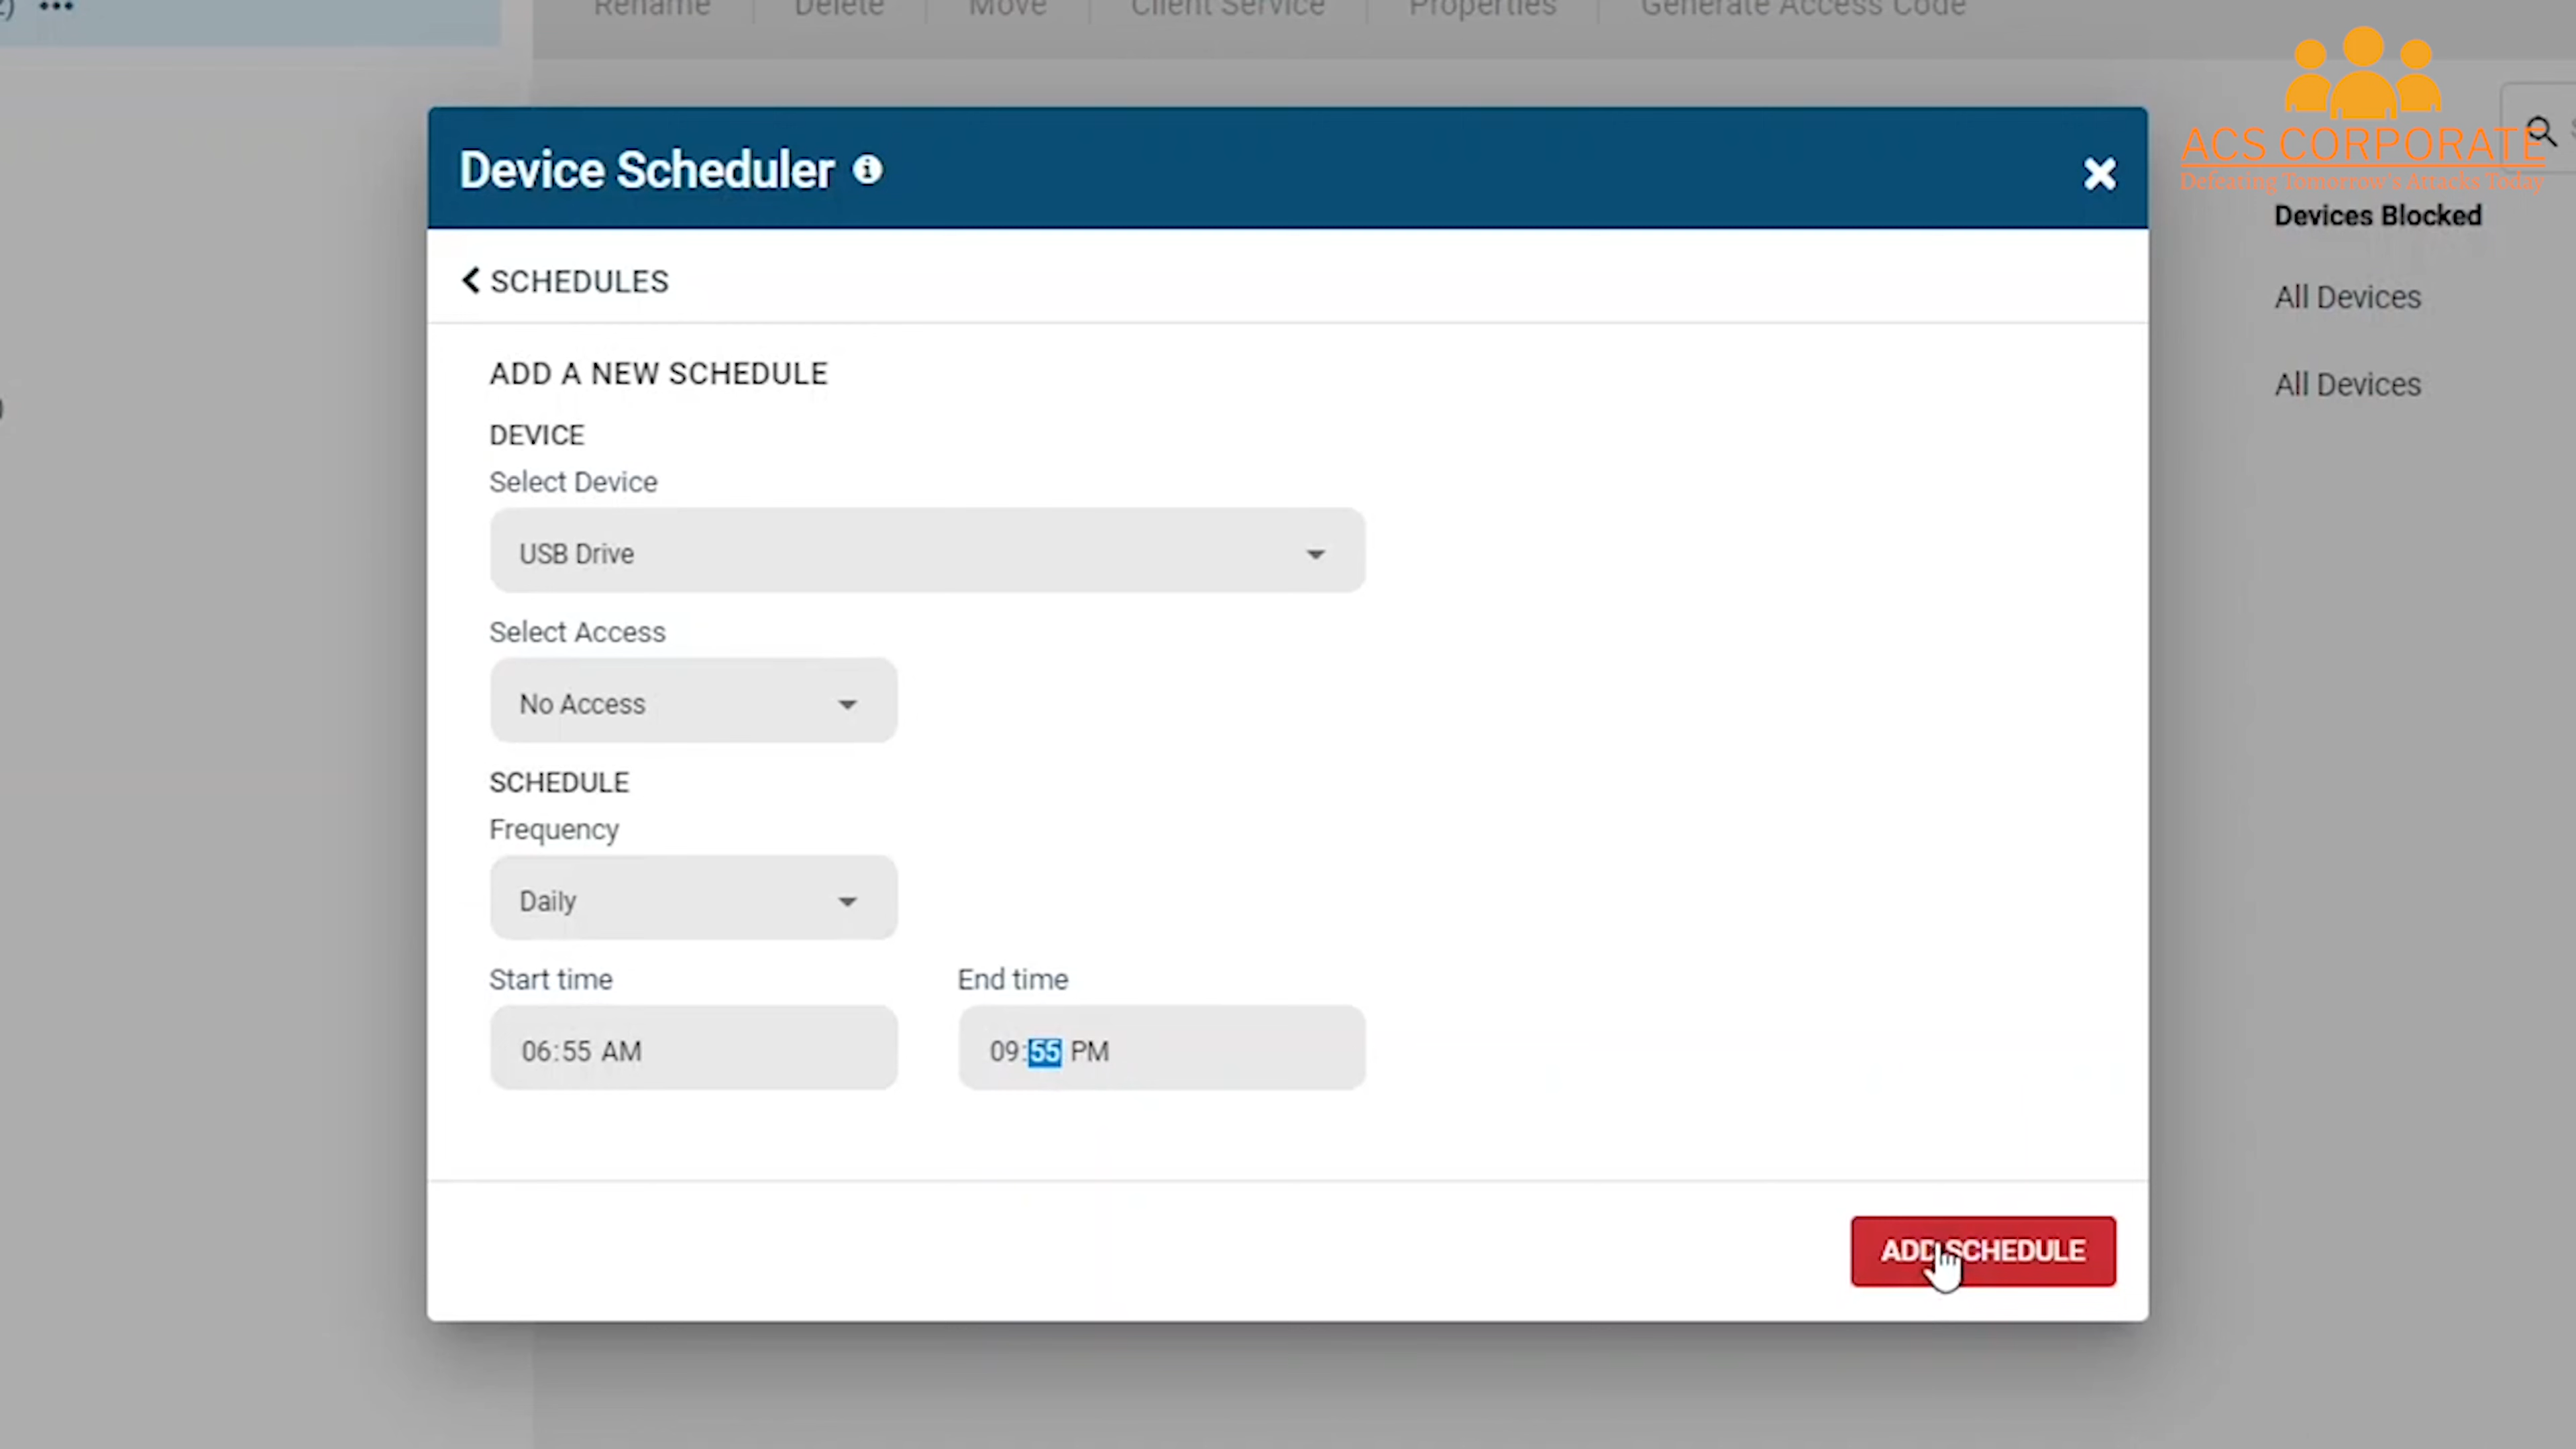 2) •••
Rename Delete Move Client Service Properties Generate Access Code
ACS CORPORATE
Defeating Tomorrow's Attacks Today
Device Scheduler
Devices Blocked
SCHEDULES
All Devices
ADD A NEW SCHEDULE
All Devices
DEVICE
Select Device
USB Drive
Select Access
No Access
SCHEDULE
Frequency
Daily
Start time End time
06:55 AM 09:55 PM
ADD SCHEDULE